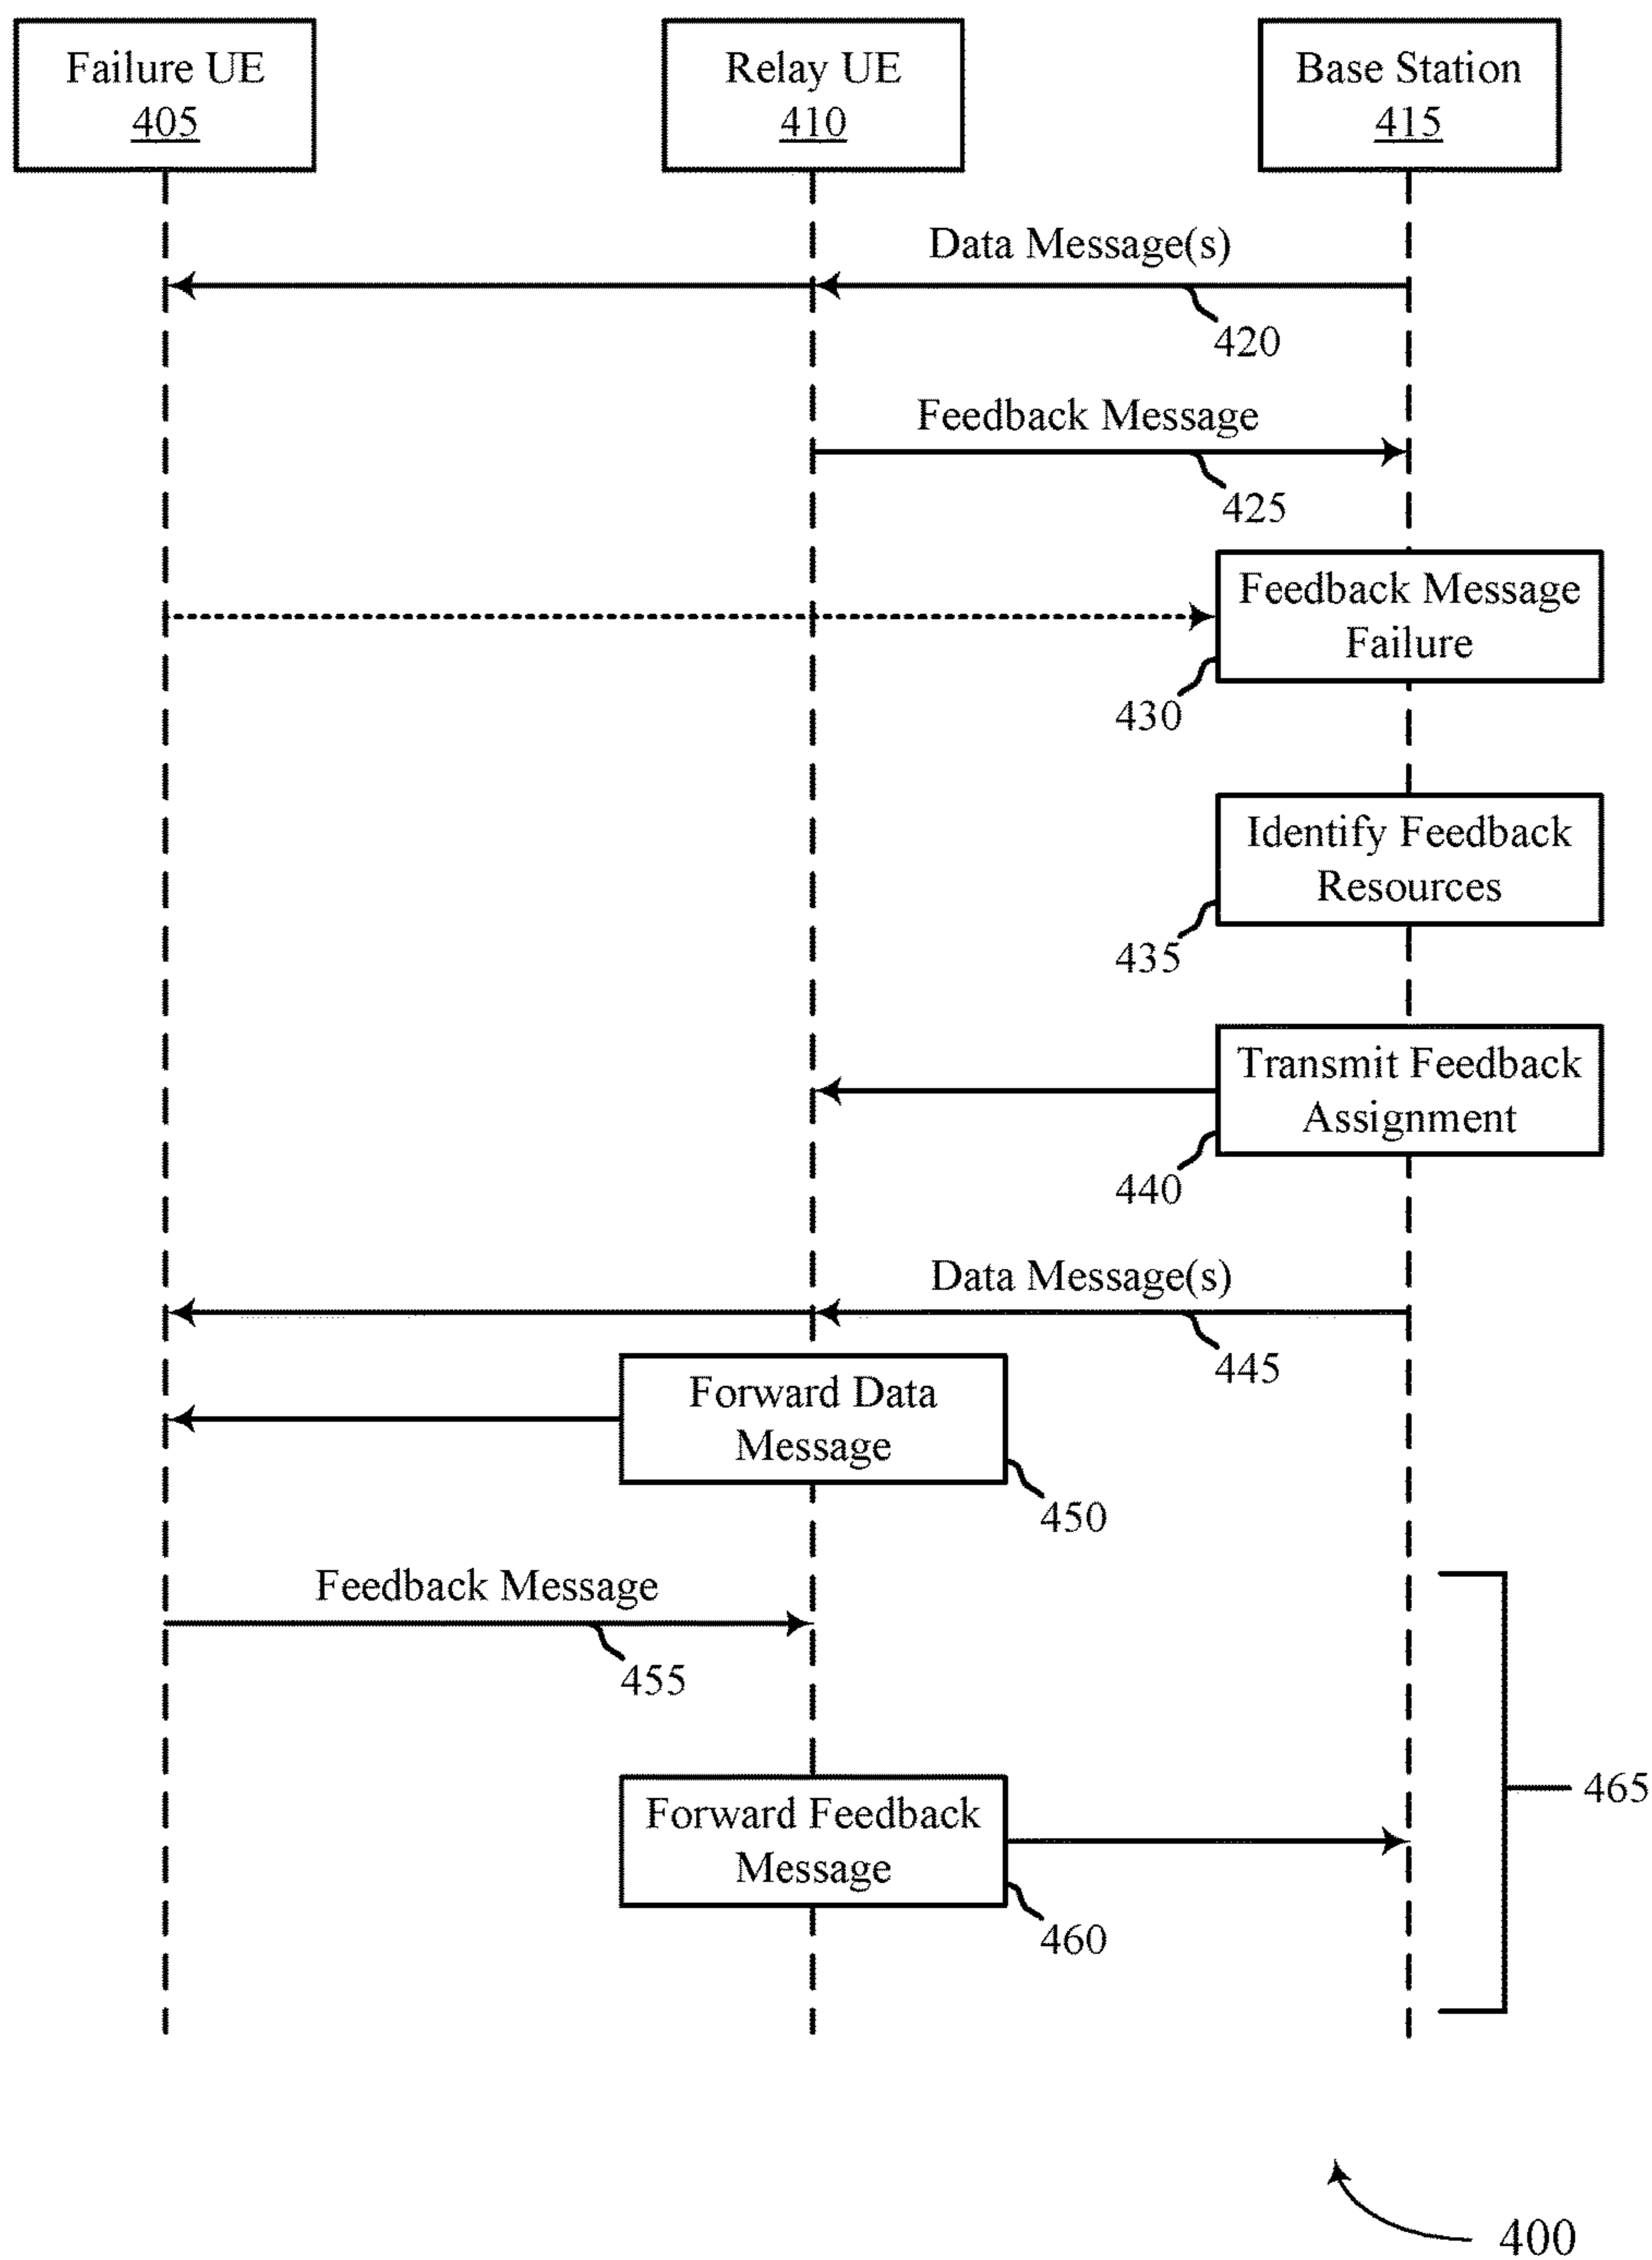 Failure UE
405
Relay UE
410
Base Station
415
Data Message(s)
420
Feedback Message
425
Feedback Message
Failure
430
Identify Feedback
Resources
435
Transmit Feedback
Assignment
440
Data Message(s)
445
Forward Data
Message
450
Feedback Message
455
465
Forward Feedback
Message
460
400